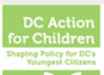 DC Action
for Children
Shaping Policy for DC's
Youngest Citizens